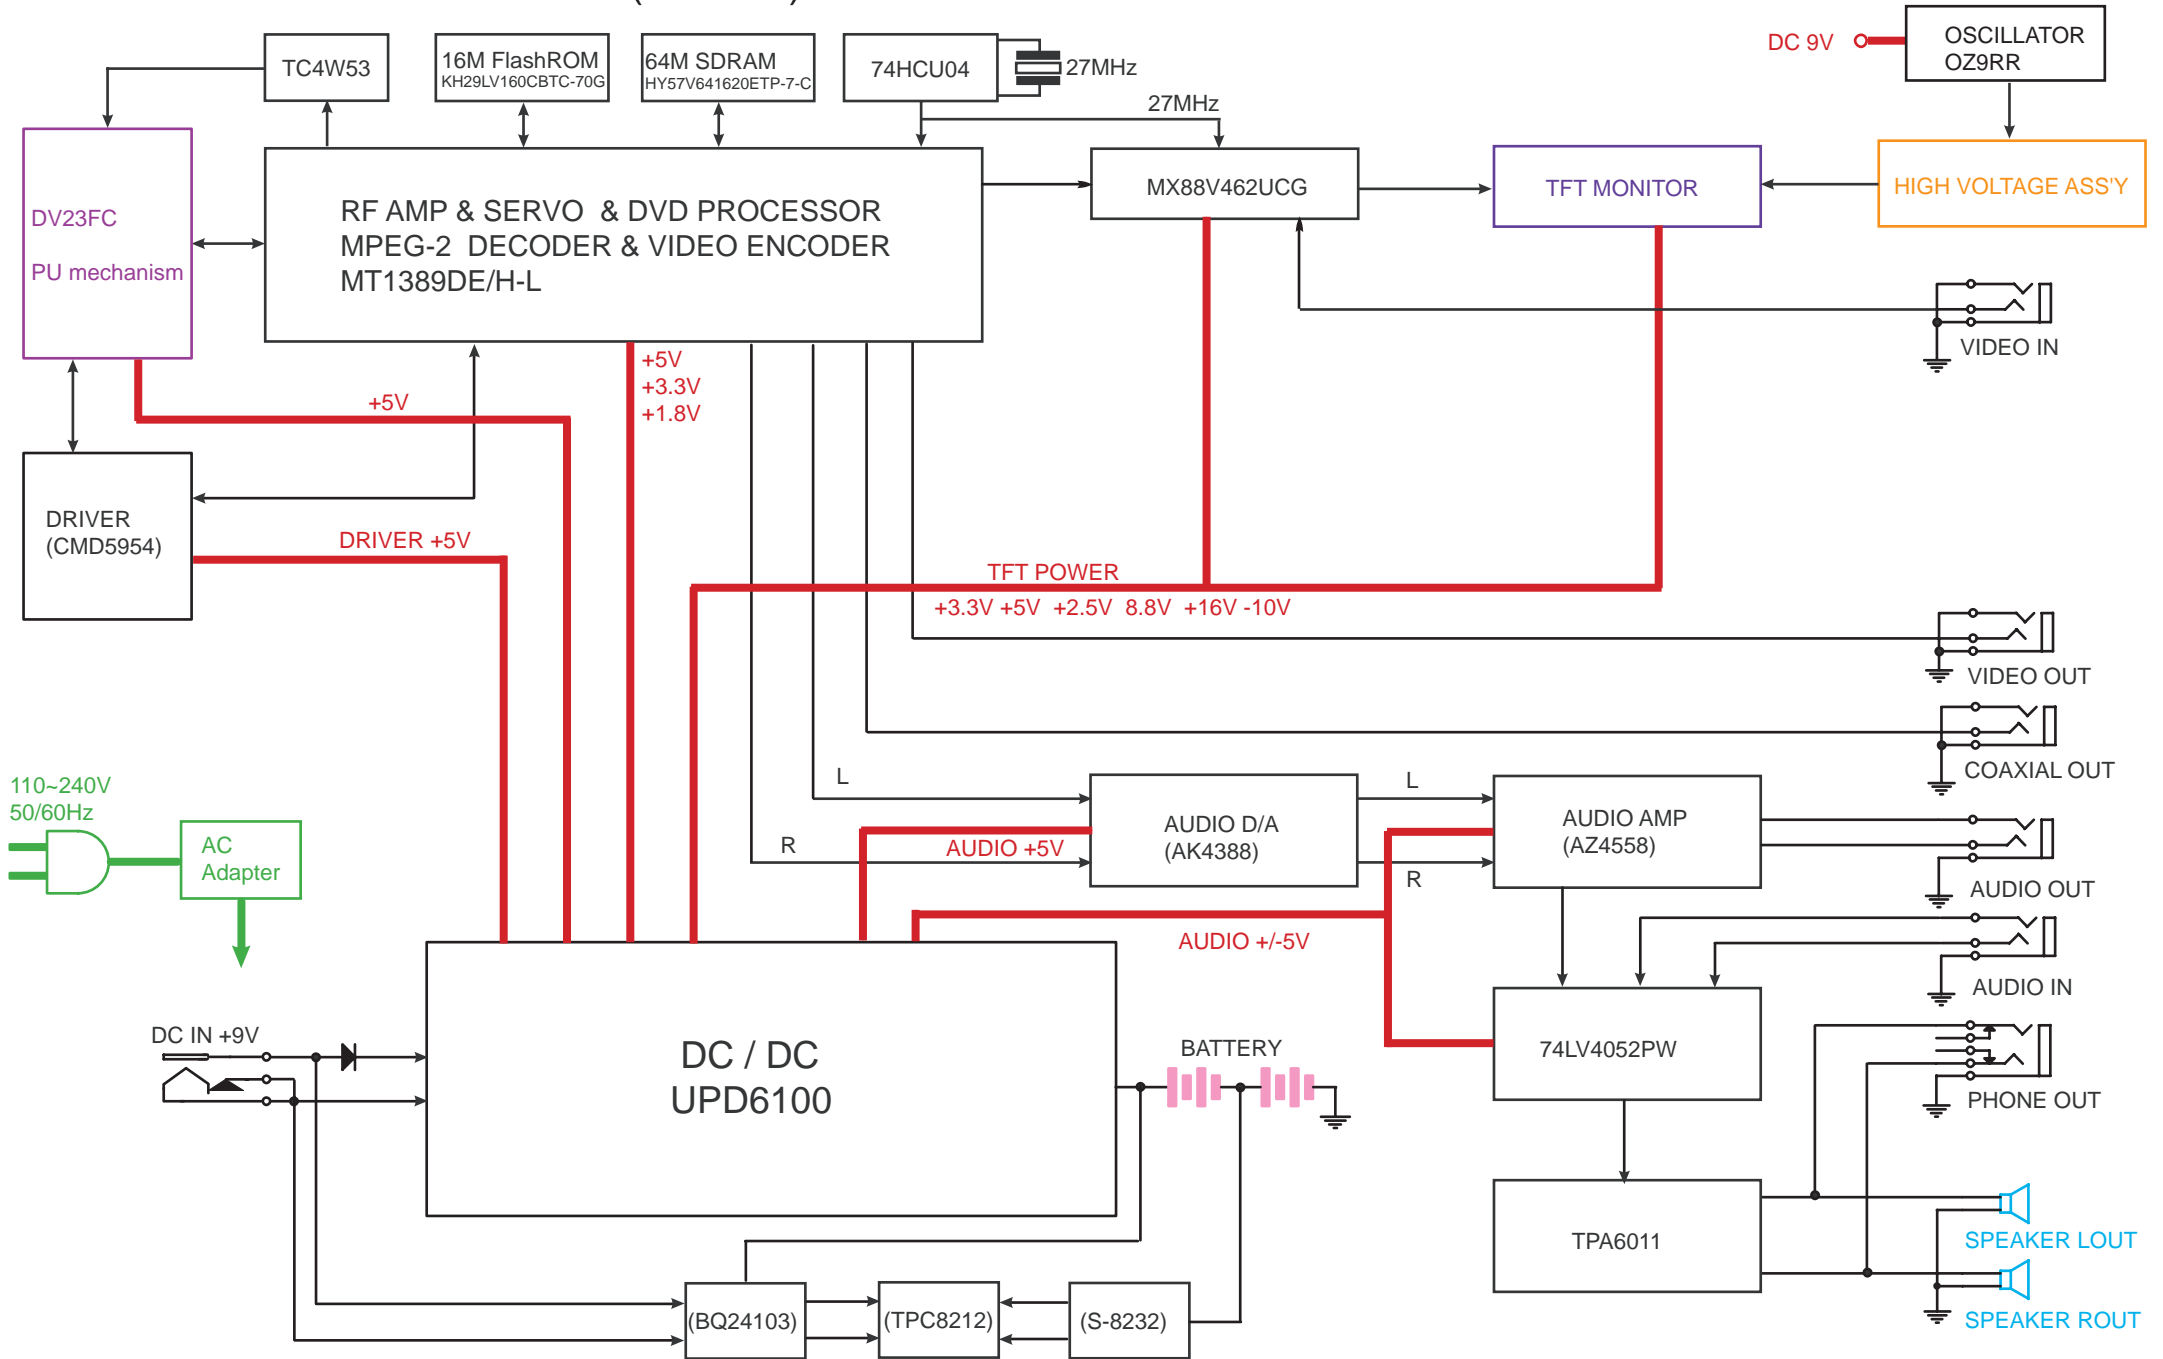 TC4W53
16M FlashROM
KH29LV160CBTC-70G
64M SDRAM
HY57V641620ETP-7-C
74HCU04
27MHz
27MHz
DC 9V
OSCILLATOR
OZ9RR
DV23FC
PU mechanism
RF AMP & SERVO & DVD PROCESSOR
MPEG-2 DECODER & VIDEO ENCODER
MT1389DE/H-L
MX88V462UCG
TFT MONITOR
HIGH VOLTAGE ASS'Y
VIDEO IN
+5V
+5V
+3.3V
+1.8V
DRIVER
(CMD5954)
DRIVER +5V
TFT POWER
+3.3V +5V +2.5V 8.8V +16V -10V
VIDEO OUT
COAXIAL OUT
110~240V
50/60Hz
AC
Adapter
L
R
AUDIO +5V
AUDIO D/A
(AK4388)
L
R
AUDIO AMP
(AZ4558)
AUDIO OUT
AUDIO +/-5V
AUDIO IN
DC IN +9V
DC / DC
UPD6100
BATTERY
74LV4052PW
PHONE OUT
TPA6011
SPEAKER LOUT
SPEAKER ROUT
(BQ24103)
(TPC8212)
(S-8232)